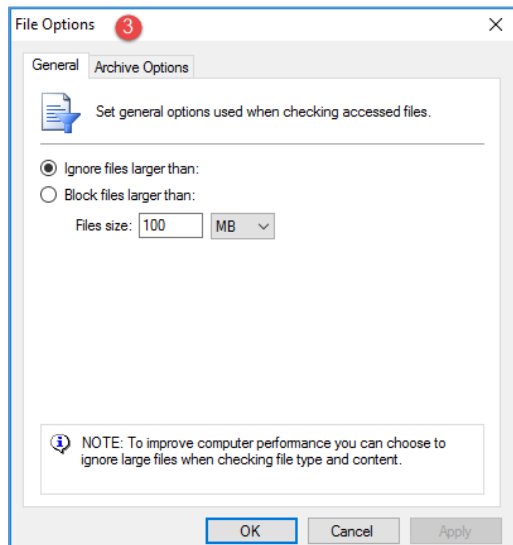 File Options 3
General Archive Options
Set general options used when checking accessed files.
Ignore files larger than:
Block files larger than:
Files size: 100 MB
NOTE: To improve computer performance you can choose to
ignore large files when checking file type and content.
OK Cancel Apply